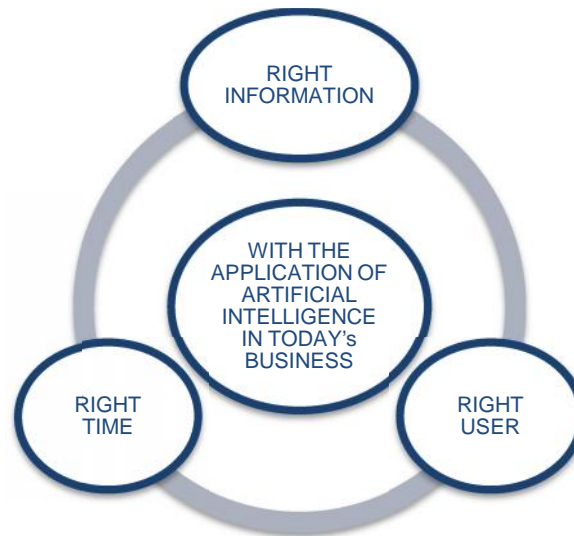 RIGHT
INFORMATION
WITH THE
APPLICATION OF
ARTIFICIAL
INTELLIGENCE
IN TODAY's
BUSINESS
RIGHT
TIME
RIGHT
USER